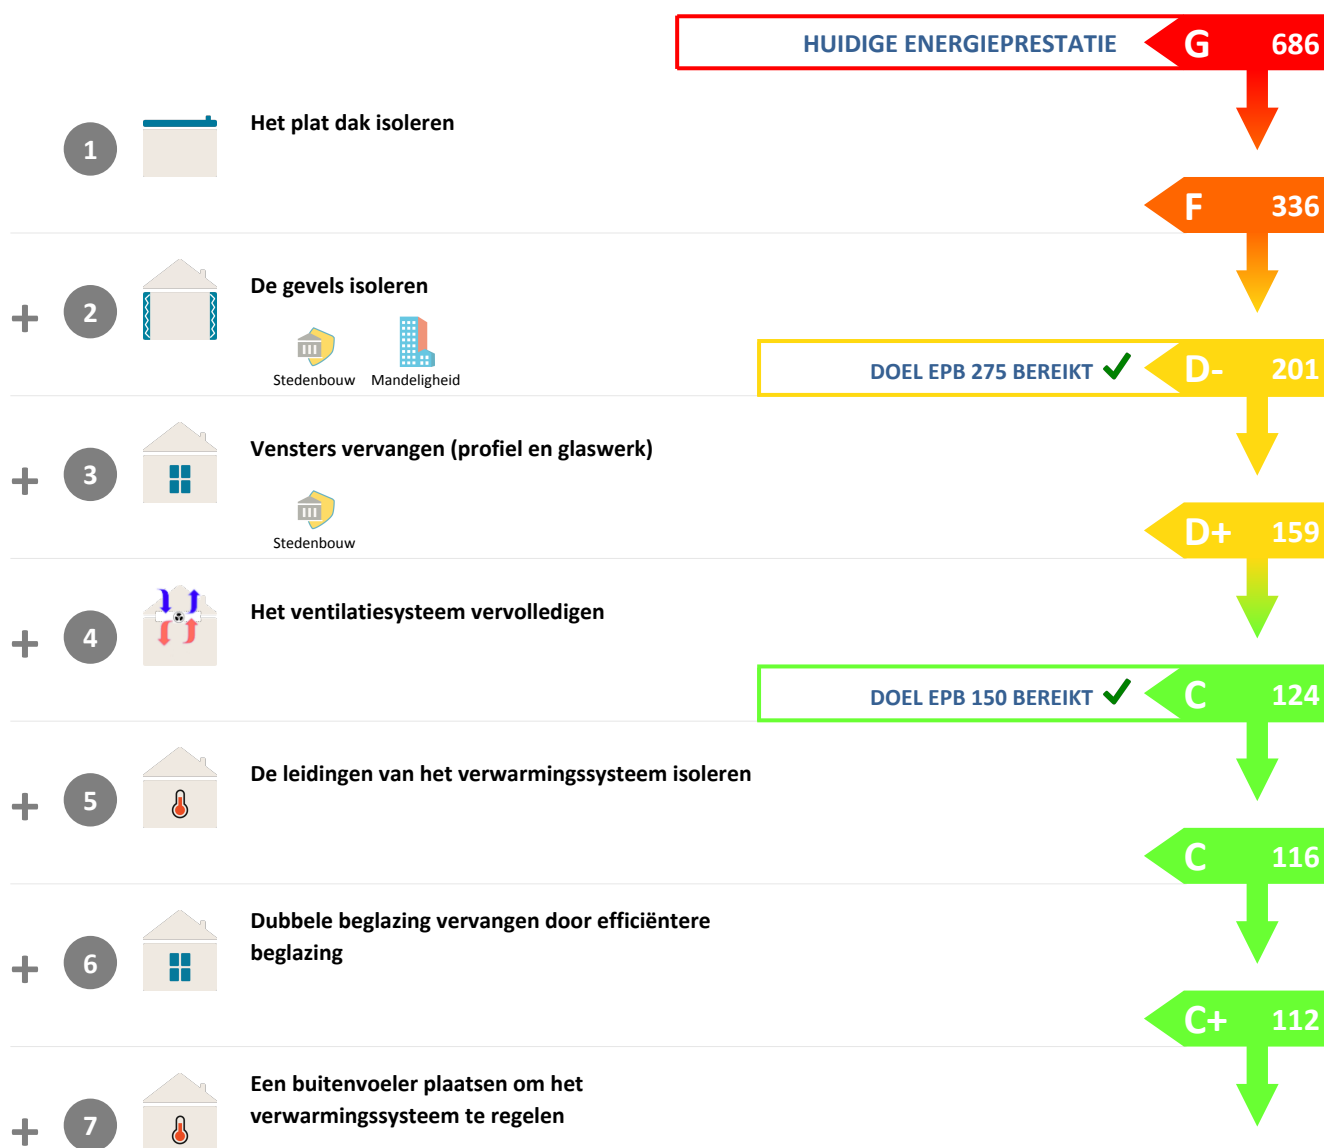 HUIDIGE ENERGIEPRESTATIE G 686
1 Het plat dak isoleren
F 336
+ 2 De gevels isoleren
Stedenbouw Mandeligheid
DOEL EPB 275 BEREIKT ✓ D- 201
+ 3 Vensters vervangen (profiel en glaswerk)
Stedenbouw
D+ 159
+ 4 Het ventilatiesysteem vervolledigen
DOEL EPB 150 BEREIKT ✓ C 124
+ 5 De leidingen van het verwarmingssysteem isoleren
C 116
+ 6 Dubbele beglazing vervangen door efficiëntere
beglazing
C+ 112
+ 7 Een buitenvoeler plaatsen om het
verwarmingssysteem te regelen